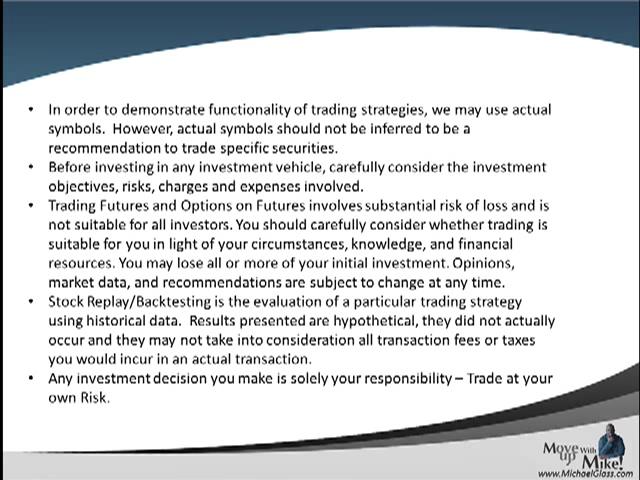 • In order to demonstrate functionality of trading strategies, we may use actual
symbols.  However, actual symbols should not be inferred to be a
recommendation to trade specific securities.
• Before investing in any investment vehicle, carefully consider the investment
objectives, risks, charges and expenses involved.
• Trading Futures and Options on Futures involves substantial risk of loss and is
not suitable for all investors. You should carefully consider whether trading is
suitable for you in light of your circumstances, knowledge, and financial
resources. You may lose all or more of your initial investment. Opinions,
market data, and recommendations are subject to change at any time.
• Stock Replay/Backtesting is the evaluation of a particular trading strategy
using historical data.  Results presented are hypothetical, they did not actually
occur and they may not take into consideration all transaction fees or taxes
you would incur in an actual transaction.
• Any investment decision you make is solely your responsibility – Trade at your
own Risk.
Move up With Mike!
www.MichaelGlass.com